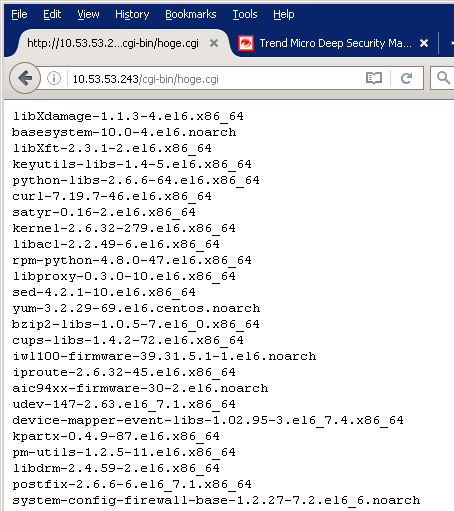 File Edit View History Bookmarks Tools Help
http://10.53.53.2...cgi-bin/hoge.cgi × Trend Micro Deep Security Ma... ×
10.53.53.243/cgi-bin/hoge.cgi
libXdamage-1.1.3-4.el6.x86_64
basesystem-10.0-4.el6.noarch
libXft-2.3.1-2.el6.x86_64
keyutils-libs-1.4-5.el6.x86_64
python-libs-2.6.6-64.el6.x86_64
curl-7.19.7-46.el6.x86_64
satyr-0.16-2.el6.x86_64
kernel-2.6.32-279.el6.x86_64
libacl-2.2.49-6.el6.x86_64
rpm-python-4.8.0-47.el6.x86_64
libproxy-0.3.0-10.el6.x86_64
sed-4.2.1-10.el6.x86_64
yum-3.2.29-69.el6.centos.noarch
bzip2-libs-1.0.5-7.el6_0.x86_64
cups-libs-1.4.2-72.el6.x86_64
iwl100-firmware-39.31.5.1-1.el6.noarch
iproute-2.6.32-45.el6.x86_64
aic94xx-firmware-30-2.el6.noarch
udev-147-2.63.el6_7.1.x86_64
device-mapper-event-libs-1.02.95-3.el6_7.4.x86_64
kpartx-0.4.9-87.el6.x86_64
pm-utils-1.2.5-11.el6.x86_64
libdrm-2.4.59-2.el6.x86_64
postfix-2.6.6-6.el6_7.1.x86_64
system-config-firewall-base-1.2.27-7.2.el6_6.noarch